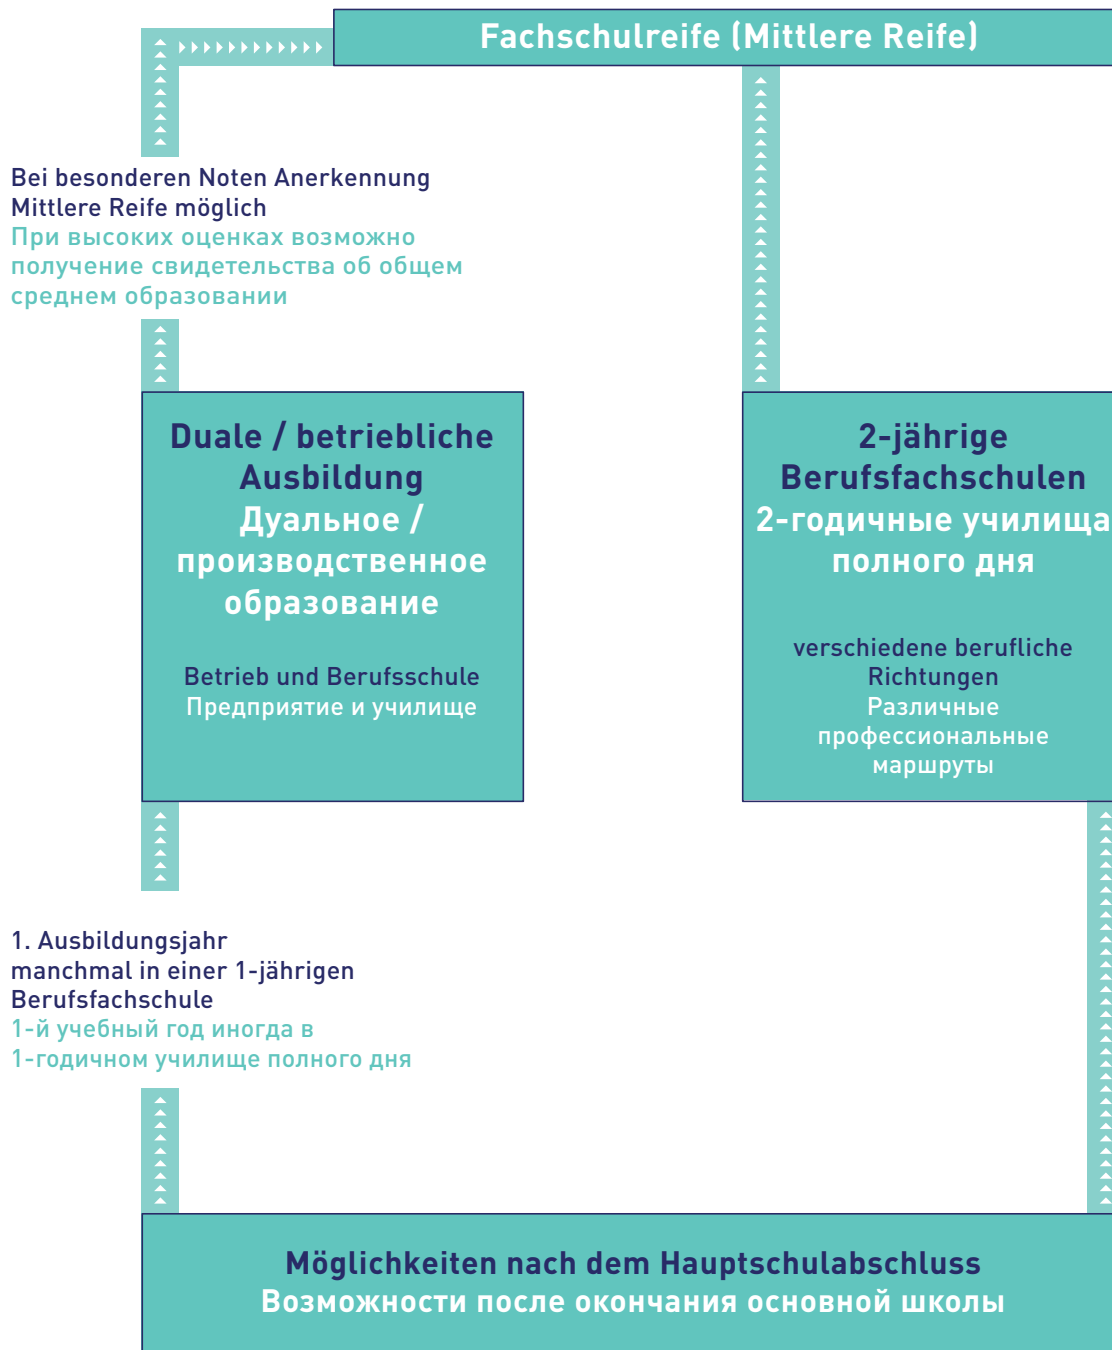 Fachschulreife (Mittlere Reife)
Bei besonderen Noten Anerkennung
Mittlere Reife möglich
При высоких оценках возможно
получение свидетельства об общем
среднем образовании
Duale / betriebliche
Ausbildung
Дуальное /
производственное
образование
Betrieb und Berufsschule
Предприятие и училище
2-jährige
Berufsfachschulen
2-годичные училища
полного дня
verschiedene berufliche
Richtungen
Различные
профессиональные
маршруты
1. Ausbildungsjahr
manchmal in einer 1-jährigen
Berufsfachschule
1-й учебный год иногда в
1-годичном училище полного дня
Möglichkeiten nach dem Hauptschulabschluss
Возможности после окончания основной школы